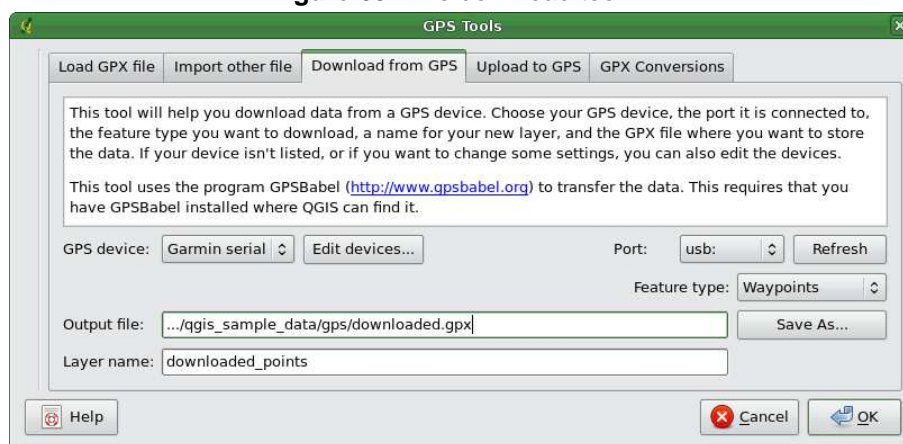 GPS Tools
Load GPX file
Import other file
Download from GPS
Upload to GPS
GPX Conversions
This tool will help you download data from a GPS device. Choose your GPS device, the port it is connected to,
the feature type you want to download, a name for your new layer, and the GPX file where you want to store
the data. If your device isn't listed, or if you want to change some settings, you can also edit the devices.
This tool uses the program GPSBabel (http://www.gpsbabel.org) to transfer the data. This requires that you
have GPSBabel installed where QGIS can find it.
GPS device: Garmin serial Edit devices... Port: usb: Refresh
Feature type: Waypoints
Output file: .../qgis_sample_data/gps/downloaded.gpx Save As...
Layer name: downloaded_points
Help Cancel OK